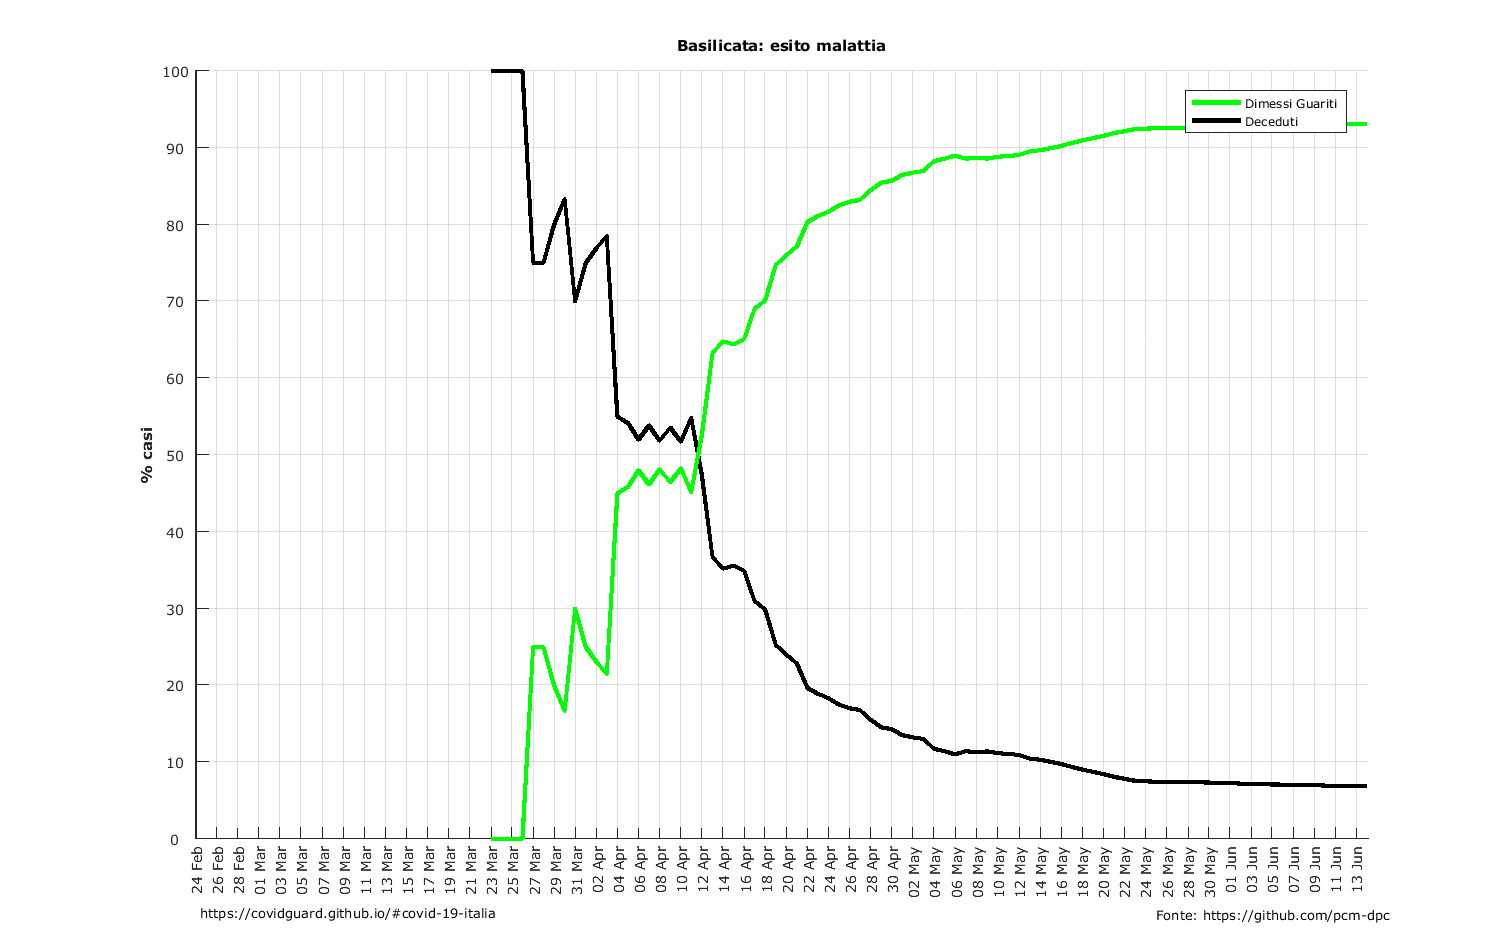 Basilicata: esito malattia
100
90
80
70
60
50
40
30
20
10
0
% casi
Dimessi Guariti
Deceduti
24 Feb
26 Feb
28 Feb
01 Mar
03 Mar
05 Mar
07 Mar
09 Mar
11 Mar
13 Mar
15 Mar
17 Mar
19 Mar
21 Mar
23 Mar
25 Mar
27 Mar
29 Mar
31 Mar
02 Apr
04 Apr
06 Apr
08 Apr
10 Apr
12 Apr
14 Apr
16 Apr
18 Apr
20 Apr
22 Apr
24 Apr
26 Apr
28 Apr
30 Apr
02 May
04 May
06 May
08 May
10 May
12 May
14 May
16 May
18 May
20 May
22 May
24 May
26 May
28 May
30 May
01 Jun
03 Jun
05 Jun
07 Jun
09 Jun
11 Jun
13 Jun
https://covidguard.github.io/#covid-19-italia
Fonte: https://github.com/pcm-dpc